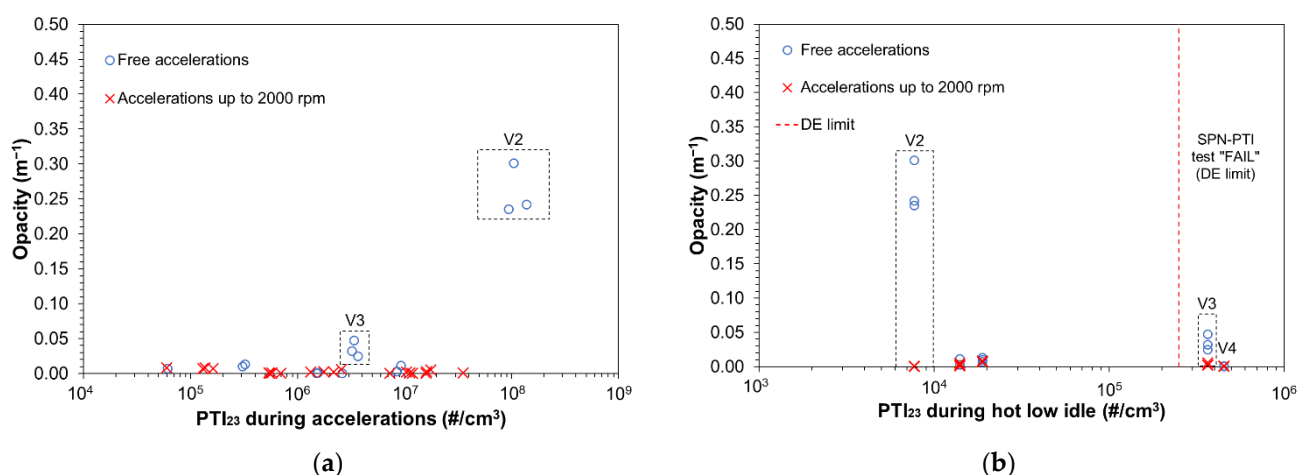 0.50
0.45
0.40
0.35
0.30
0.25
0.20
0.15
0.10
0.05
0.00
Opacity (m⁻¹)
Free accelerations
Accelerations up to 2000 rpm
V2
V3
10⁴
10⁵
10⁶
10⁷
10⁸
10⁹
PTI₂₃ during accelerations (#/cm³)
(a)
0.50
0.45
0.40
0.35
0.30
0.25
0.20
0.15
0.10
0.05
0.00
Opacity (m⁻¹)
Free accelerations
Accelerations up to 2000 rpm
DE limit
V2
SPN-PTI
test "FAIL"
(DE limit)
V3
V4
10³
10⁴
10⁵
10⁶
PTI₂₃ during hot low idle (#/cm³)
(b)